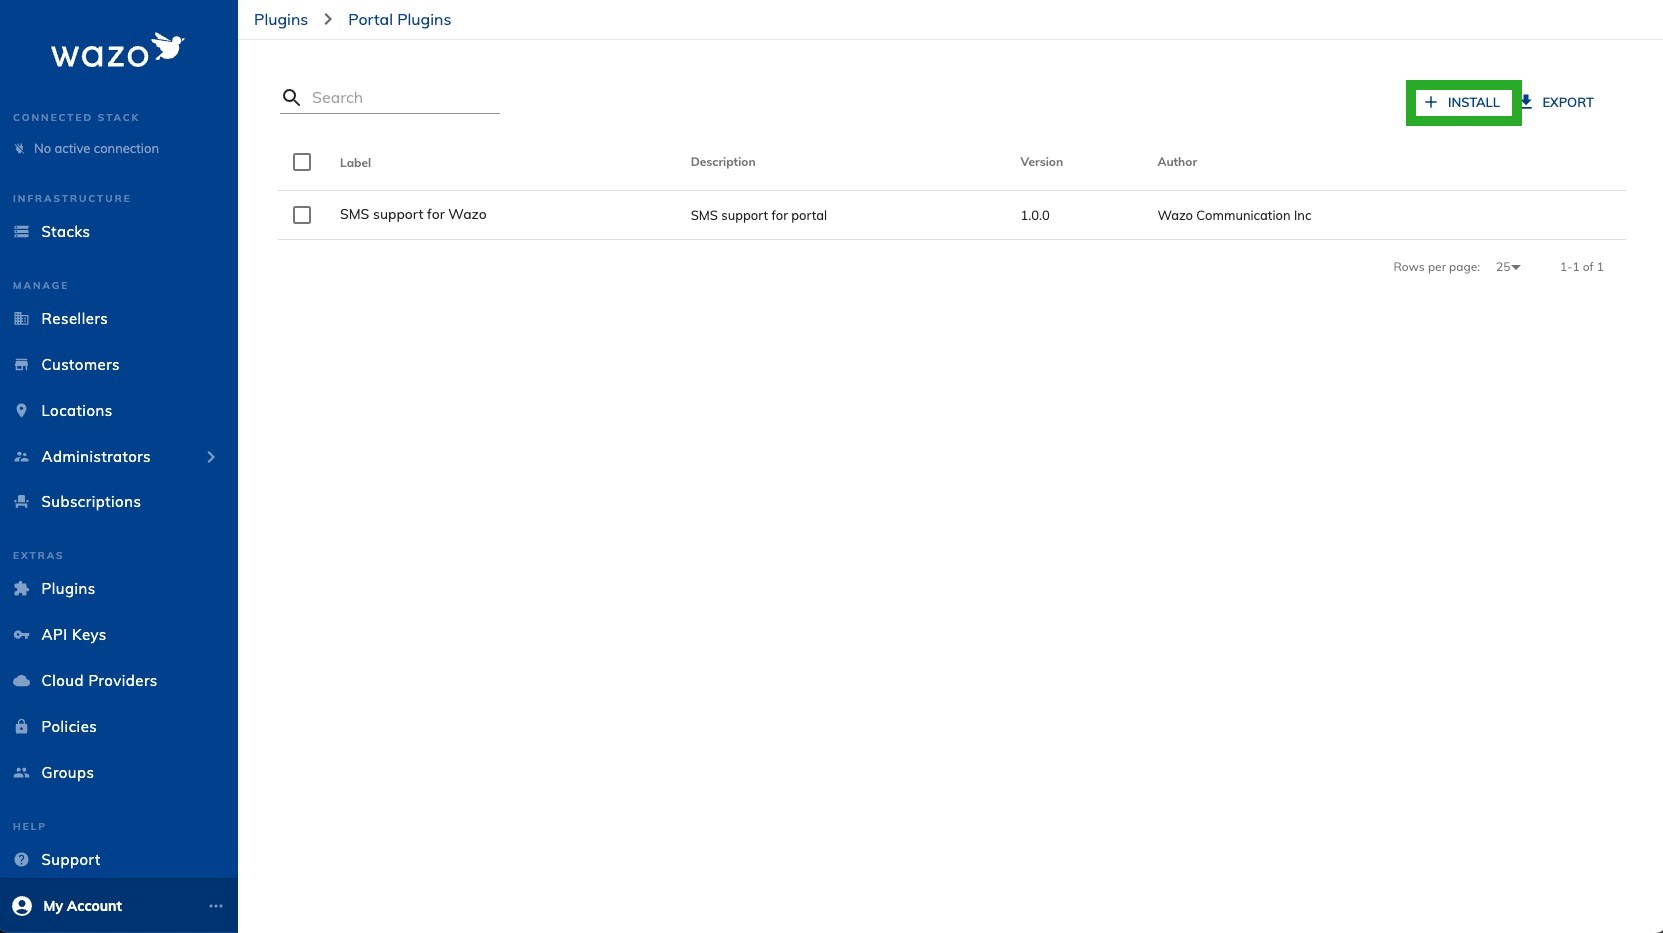 Plugins > Portal Plugins
wazo
CONNECTED STACK
No active connection
INFRASTRUCTURE
Stacks
MANAGE
Resellers
Customers
Locations
Administrators
Subscriptions
EXTRAS
Plugins
API Keys
Cloud Providers
Policies
Groups
HELP
Support
My Account
Search
+ INSTALL EXPORT
Label Description Version Author
SMS support for Wazo SMS support for portal 1.0.0 Wazo Communication Inc
Rows per page: 25 1-1 of 1